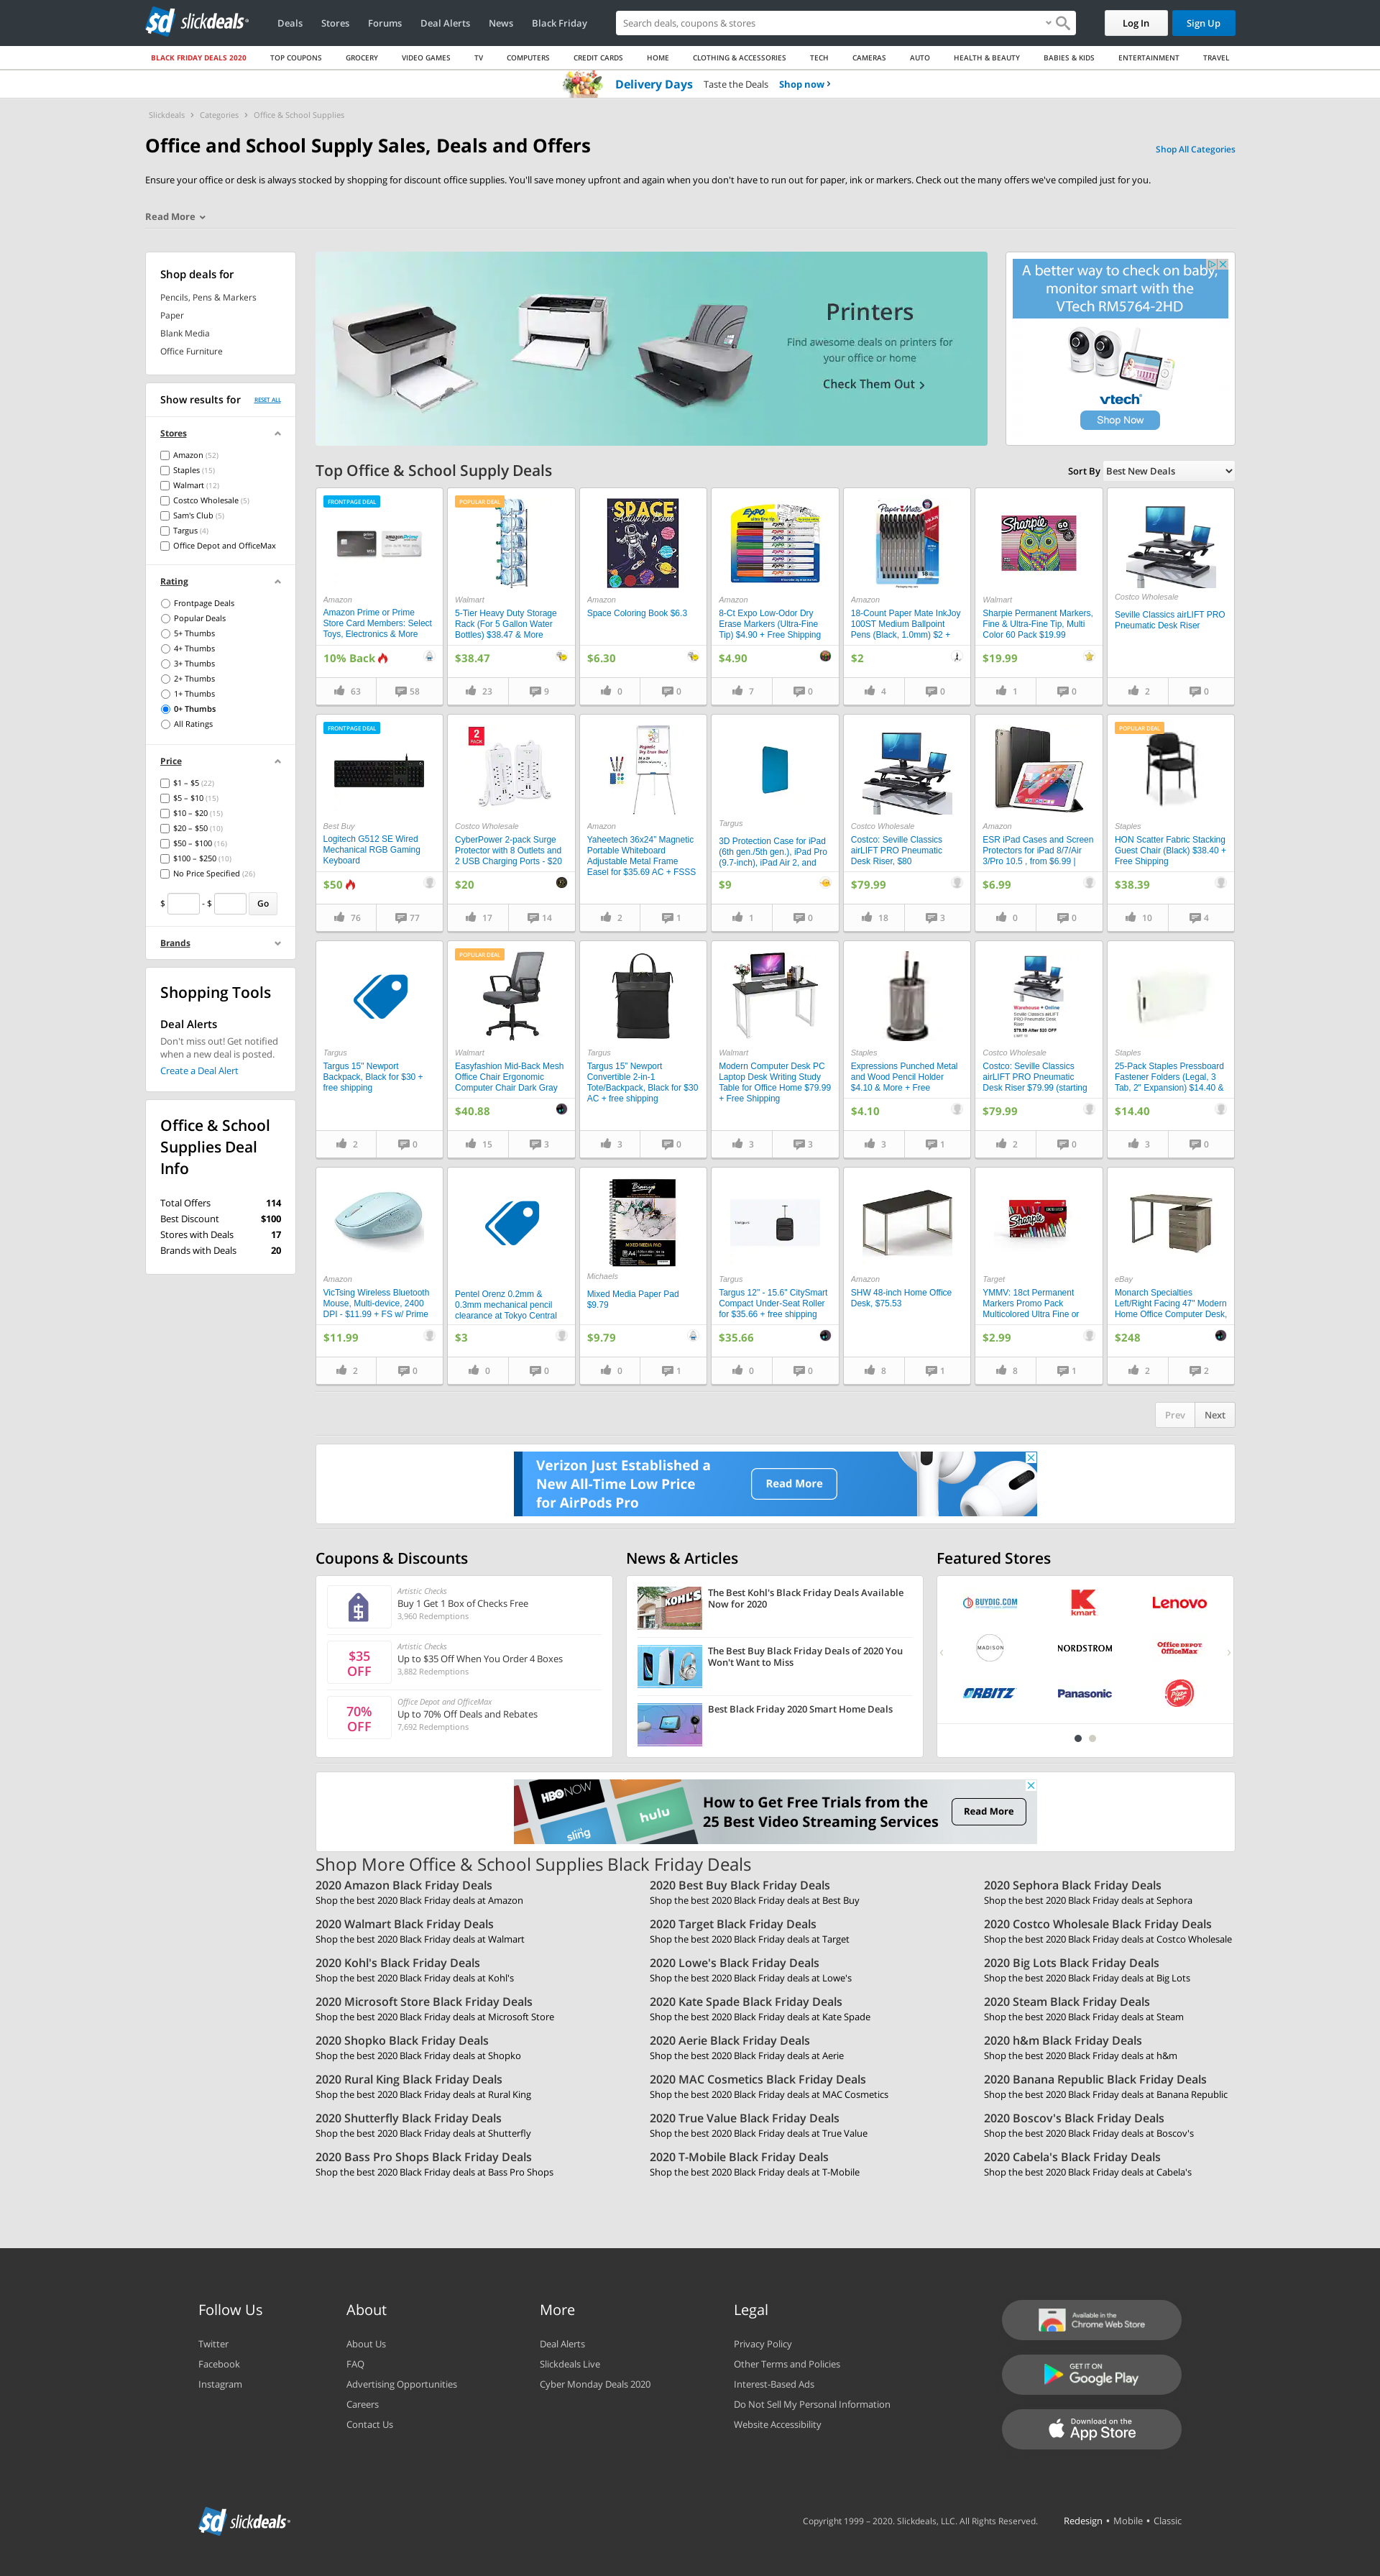 sd slickdeals
Deals Stores Forums Deal Alerts News Black Friday
Search deals, coupons & stores
Log In
Sign Up
BLACK FRIDAY DEALS 2020 TOP COUPONS GROCERY VIDEO GAMES TV COMPUTERS CREDIT CARDS HOME CLOTHING & ACCESSORIES TECH CAMERAS AUTO HEALTH & BEAUTY BABIES & KIDS ENTERTAINMENT TRAVEL
Delivery Days Taste the Deals Shop now ›
Slickdeals › Categories › Office & School Supplies
Office and School Supply Sales, Deals and Offers
Shop All Categories
Ensure your office or desk is always stocked by shopping for discount office supplies. You'll save money upfront and again when you don't have to run out for paper, ink or markers. Check out the many offers we've compiled just for you.
Read More
Shop deals for
Pencils, Pens & Markers
Paper
Blank Media
Office Furniture
Show results for RESET ALL
Stores
Amazon (52)
Staples (15)
Walmart (12)
Costco Wholesale (5)
Sam's Club (5)
Targus (4)
Office Depot and OfficeMax
Rating
Frontpage Deals
Popular Deals
5+ Thumbs
4+ Thumbs
3+ Thumbs
2+ Thumbs
1+ Thumbs
0+ Thumbs
All Ratings
Price
$1 – $5 (22)
$5 – $10 (15)
$10 – $20 (15)
$20 – $50 (10)
$50 – $100 (16)
$100 – $250 (10)
No Price Specified (26)
$ - $ Go
Brands
Shopping Tools
Deal Alerts
Don't miss out! Get notified
when a new deal is posted.
Create a Deal Alert
Office & School
Supplies Deal
Info
Total Offers 114
Best Discount $100
Stores with Deals 17
Brands with Deals 20
Printers
Find awesome deals on printers for
your office or home
Check Them Out ›
A better way to check on baby,
monitor smart with the
VTech RM5764-2HD
vtech
Shop Now
Top Office & School Supply Deals
Sort By Best New Deals
FRONTPAGE DEAL
Amazon
Amazon Prime or Prime
Store Card Members: Select
Toys, Electronics & More
10% Back
63 58
POPULAR DEAL
Walmart
5-Tier Heavy Duty Storage
Rack (For 5 Gallon Water
Bottles) $38.47 & More
$38.47
23 9
SPACE
Amazon
Space Coloring Book $6.3
$6.30
0 0
EXPO
Amazon
8-Ct Expo Low-Odor Dry
Erase Markers (Ultra-Fine
Tip) $4.90 + Free Shipping
$4.90
7 0
Paper Mate
Amazon
18-Count Paper Mate InkJoy
100ST Medium Ballpoint
Pens (Black, 1.0mm) $2 +
$2
4 0
Sharpie 60
Walmart
Sharpie Permanent Markers,
Fine & Ultra-Fine Tip, Multi
Color 60 Pack $19.99
$19.99
1 0
Costco Wholesale
Seville Classics airLIFT PRO
Pneumatic Desk Riser
2 0
FRONTPAGE DEAL
Best Buy
Logitech G512 SE Wired
Mechanical RGB Gaming
Keyboard
$50
76 77
2 PACK
Costco Wholesale
CyberPower 2-pack Surge
Protector with 8 Outlets and
2 USB Charging Ports - $20
$20
17 14
Magnetic
Dry Erase Board
Amazon
Yaheetech 36x24" Magnetic
Portable Whiteboard
Adjustable Metal Frame
Easel for $35.69 AC + FSSS
2 1
Targus
3D Protection Case for iPad
(6th gen./5th gen.), iPad Pro
(9.7-inch), iPad Air 2, and
$9
1 0
Costco Wholesale
Costco: Seville Classics
airLIFT PRO Pneumatic
Desk Riser, $80
$79.99
18 3
Amazon
ESR iPad Cases and Screen
Protectors for iPad 8/7/Air
3/Pro 10.5 , from $6.99 |
$6.99
0 0
POPULAR DEAL
Staples
HON Scatter Fabric Stacking
Guest Chair (Black) $38.40 +
Free Shipping
$38.39
10 4
Targus
Targus 15" Newport
Backpack, Black for $30 +
free shipping
2 0
POPULAR DEAL
Walmart
Easyfashion Mid-Back Mesh
Office Chair Ergonomic
Computer Chair Dark Gray
$40.88
15 3
Targus
Targus 15" Newport
Convertible 2-in-1
Tote/Backpack, Black for $30
AC + free shipping
3 0
Walmart
Modern Computer Desk PC
Laptop Desk Writing Study
Table for Office Home $79.99
+ Free Shipping
3 3
Staples
Expressions Punched Metal
and Wood Pencil Holder
$4.10 & More + Free
$4.10
3 1
Warehouse + Online
Seville Classics airLIFT
PRO Pneumatic Desk
Riser
$79.99 After $20 OFF
Costco Wholesale
Costco: Seville Classics
airLIFT PRO Pneumatic
Desk Riser $79.99 (starting
$79.99
2 0
Staples
25-Pack Staples Pressboard
Fastener Folders (Legal, 3
Tab, 2" Expansion) $14.40 &
$14.40
3 0
Amazon
VicTsing Wireless Bluetooth
Mouse, Multi-device, 2400
DPI - $11.99 + FS w/ Prime
$11.99
2 0
Pentel Orenz 0.2mm &
0.3mm mechanical pencil
clearance at Tokyo Central
$3
0 0
MIXED MEDIA PAD
Michaels
Mixed Media Paper Pad
$9.79
$9.79
0 1
Targus
Targus 12" - 15.6" CitySmart
Compact Under-Seat Roller
for $35.66 + free shipping
$35.66
0 0
Amazon
SHW 48-inch Home Office
Desk, $75.53
8 1
Sharpie
Target
YMMV: 18ct Permanent
Markers Promo Pack
Multicolored Ultra Fine or
$2.99
8 1
eBay
Monarch Specialties
Left/Right Facing 47" Modern
Home Office Computer Desk,
$248
2 2
Prev Next
Verizon Just Established a
New All-Time Low Price
for AirPods Pro
Read More
Coupons & Discounts
Artistic Checks
Buy 1 Get 1 Box of Checks Free
3,960 Redemptions
$35
OFF
Artistic Checks
Up to $35 Off When You Order 4 Boxes
3,882 Redemptions
70%
OFF
Office Depot and OfficeMax
Up to 70% Off Deals and Rebates
7,692 Redemptions
News & Articles
KOHL'S
The Best Kohl's Black Friday Deals Available
Now for 2020
The Best Buy Black Friday Deals of 2020 You
Won't Want to Miss
Best Black Friday 2020 Smart Home Deals
Featured Stores
BUYDIG.COM
Kmart
Lenovo
MADISON
NORDSTROM
Office DEPOT
OfficeMax
ORBITZ
Panasonic
Pizza Hut
HBO NOW
hulu
sling
How to Get Free Trials from the
25 Best Video Streaming Services
Read More
Shop More Office & School Supplies Black Friday Deals
2020 Amazon Black Friday Deals
Shop the best 2020 Black Friday deals at Amazon
2020 Best Buy Black Friday Deals
Shop the best 2020 Black Friday deals at Best Buy
2020 Sephora Black Friday Deals
Shop the best 2020 Black Friday deals at Sephora
2020 Walmart Black Friday Deals
Shop the best 2020 Black Friday deals at Walmart
2020 Target Black Friday Deals
Shop the best 2020 Black Friday deals at Target
2020 Costco Wholesale Black Friday Deals
Shop the best 2020 Black Friday deals at Costco Wholesale
2020 Kohl's Black Friday Deals
Shop the best 2020 Black Friday deals at Kohl's
2020 Lowe's Black Friday Deals
Shop the best 2020 Black Friday deals at Lowe's
2020 Big Lots Black Friday Deals
Shop the best 2020 Black Friday deals at Big Lots
2020 Microsoft Store Black Friday Deals
Shop the best 2020 Black Friday deals at Microsoft Store
2020 Kate Spade Black Friday Deals
Shop the best 2020 Black Friday deals at Kate Spade
2020 Steam Black Friday Deals
Shop the best 2020 Black Friday deals at Steam
2020 Shopko Black Friday Deals
Shop the best 2020 Black Friday deals at Shopko
2020 Aerie Black Friday Deals
Shop the best 2020 Black Friday deals at Aerie
2020 h&m Black Friday Deals
Shop the best 2020 Black Friday deals at h&m
2020 Rural King Black Friday Deals
Shop the best 2020 Black Friday deals at Rural King
2020 MAC Cosmetics Black Friday Deals
Shop the best 2020 Black Friday deals at MAC Cosmetics
2020 Banana Republic Black Friday Deals
Shop the best 2020 Black Friday deals at Banana Republic
2020 Shutterfly Black Friday Deals
Shop the best 2020 Black Friday deals at Shutterfly
2020 True Value Black Friday Deals
Shop the best 2020 Black Friday deals at True Value
2020 Boscov's Black Friday Deals
Shop the best 2020 Black Friday deals at Boscov's
2020 Bass Pro Shops Black Friday Deals
Shop the best 2020 Black Friday deals at Bass Pro Shops
2020 T-Mobile Black Friday Deals
Shop the best 2020 Black Friday deals at T-Mobile
2020 Cabela's Black Friday Deals
Shop the best 2020 Black Friday deals at Cabela's
Follow Us
Twitter
Facebook
Instagram
About
About Us
FAQ
Advertising Opportunities
Careers
Contact Us
More
Deal Alerts
Slickdeals Live
Cyber Monday Deals 2020
Legal
Privacy Policy
Other Terms and Policies
Interest-Based Ads
Do Not Sell My Personal Information
Website Accessibility
Available in the
Chrome Web Store
GET IT ON
Google Play
Download on the
App Store
sd slickdeals
Copyright 1999 – 2020. Slickdeals, LLC. All Rights Reserved.
Redesign • Mobile • Classic